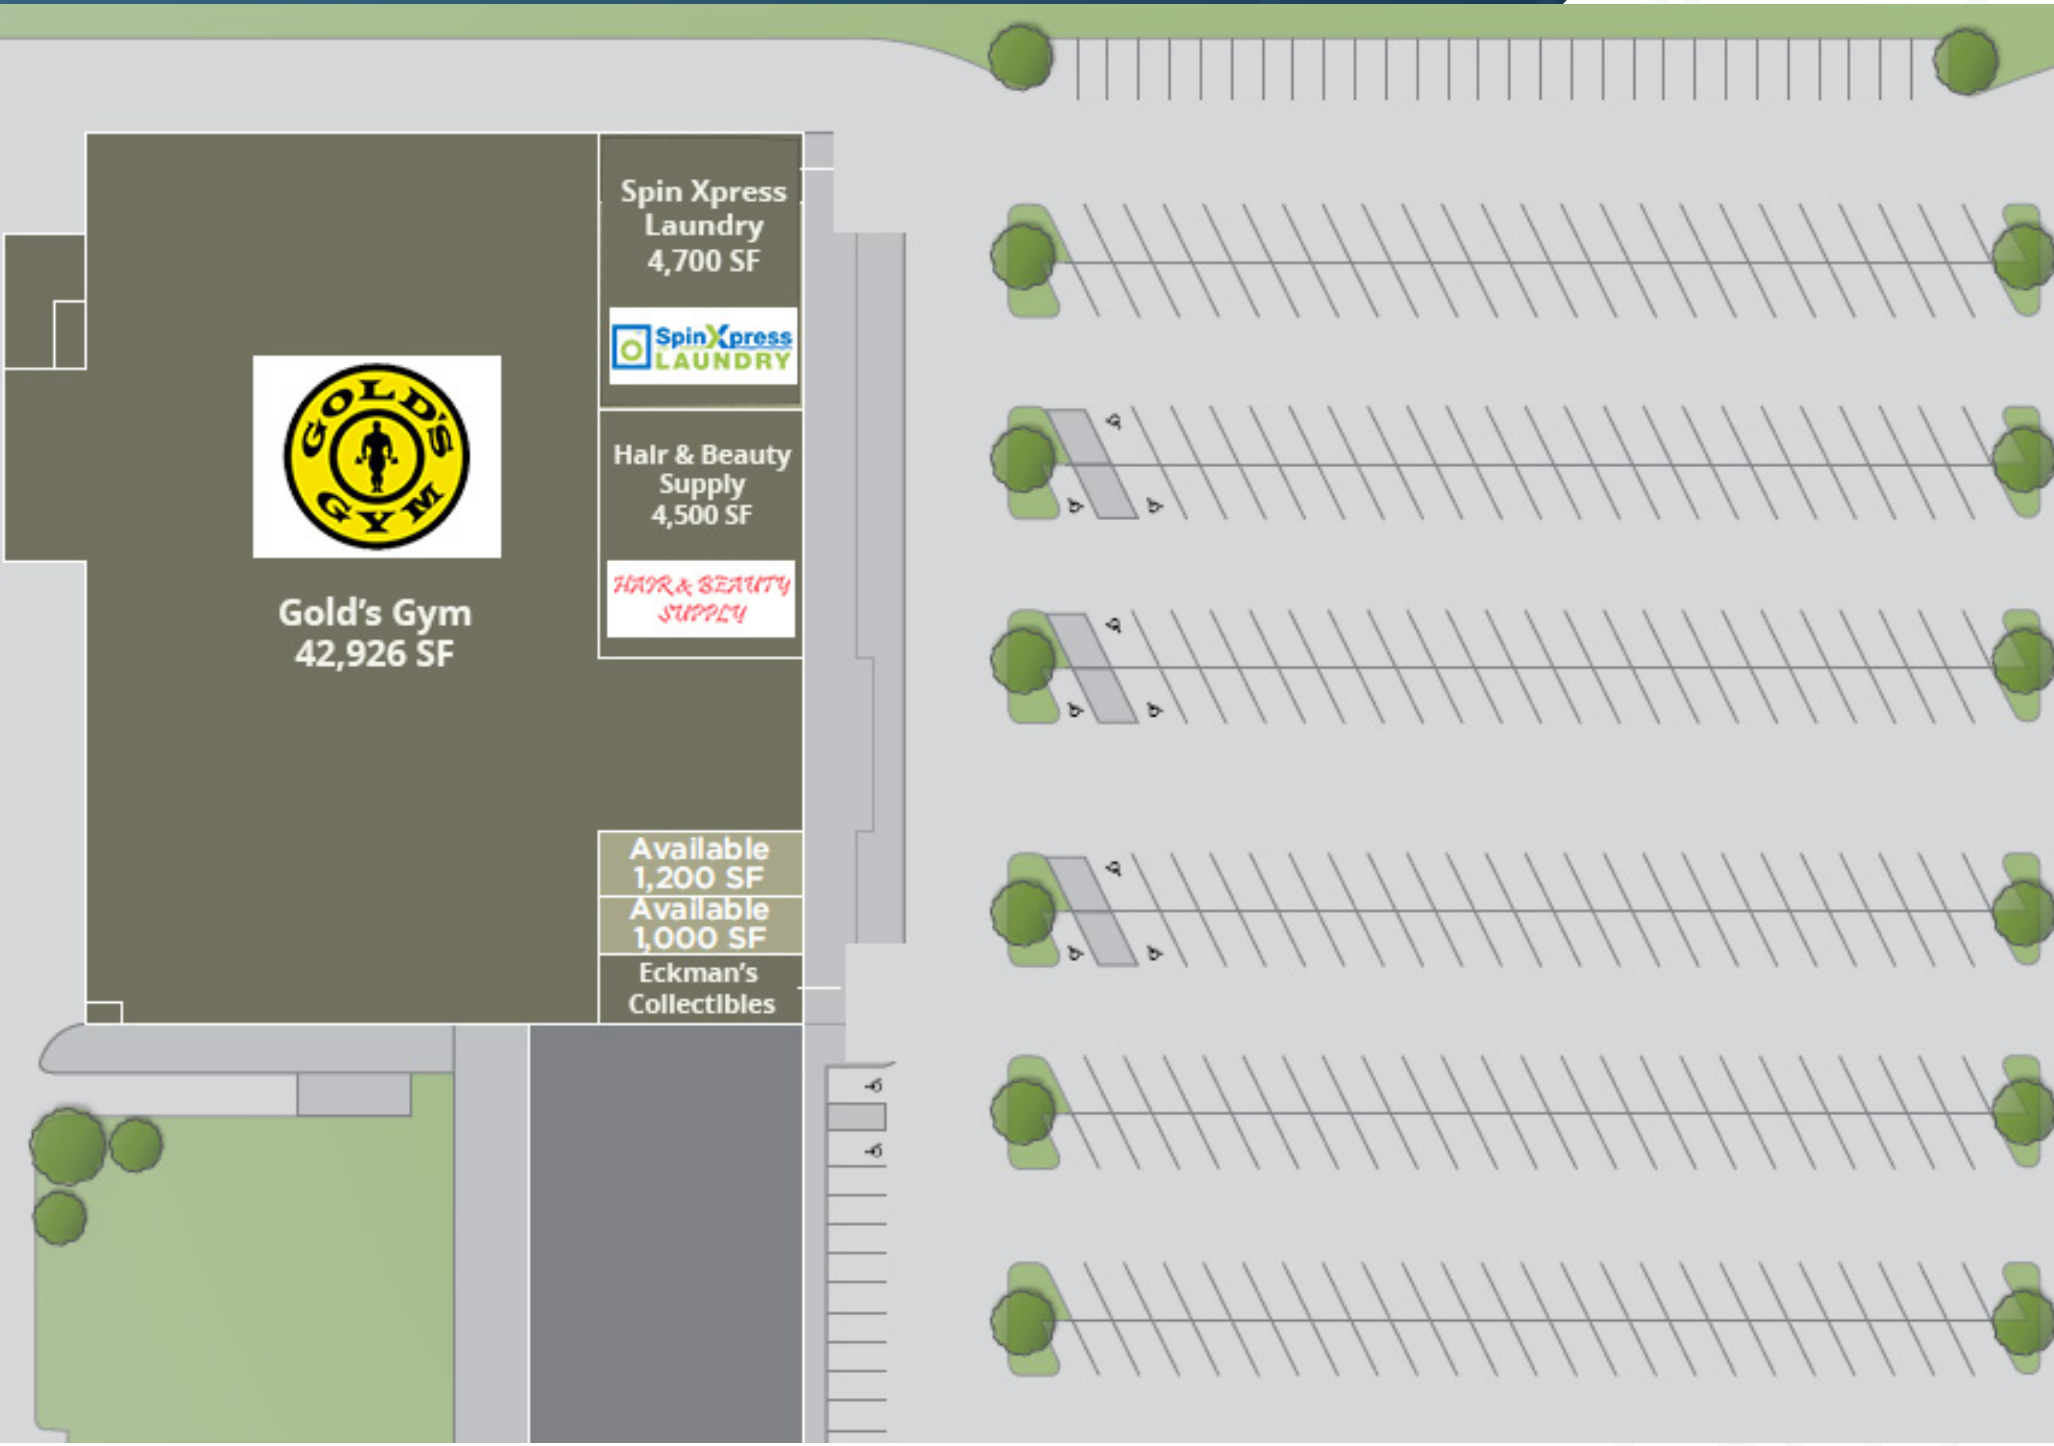 Spin Xpress
Laundry
4,700 SF
SpinXpress
LAUNDRY
GOLD'S
GYM
Gold's Gym
42,926 SF
Hair & Beauty
Supply
4,500 SF
HAIR & BEAUTY
SUPPLY
Available
1,200 SF
Available
1,000 SF
Eckman's
Collectibles